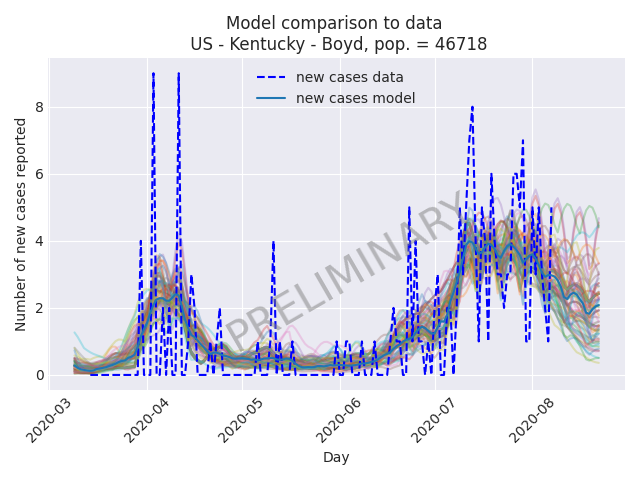 Model comparison to data
US - Kentucky - Boyd, pop. = 46718
new cases data
new cases model
PRELIMINARY
Number of new cases reported
8
6
4
2
0
2020-03
2020-04
2020-05
2020-06
2020-07
2020-08
Day